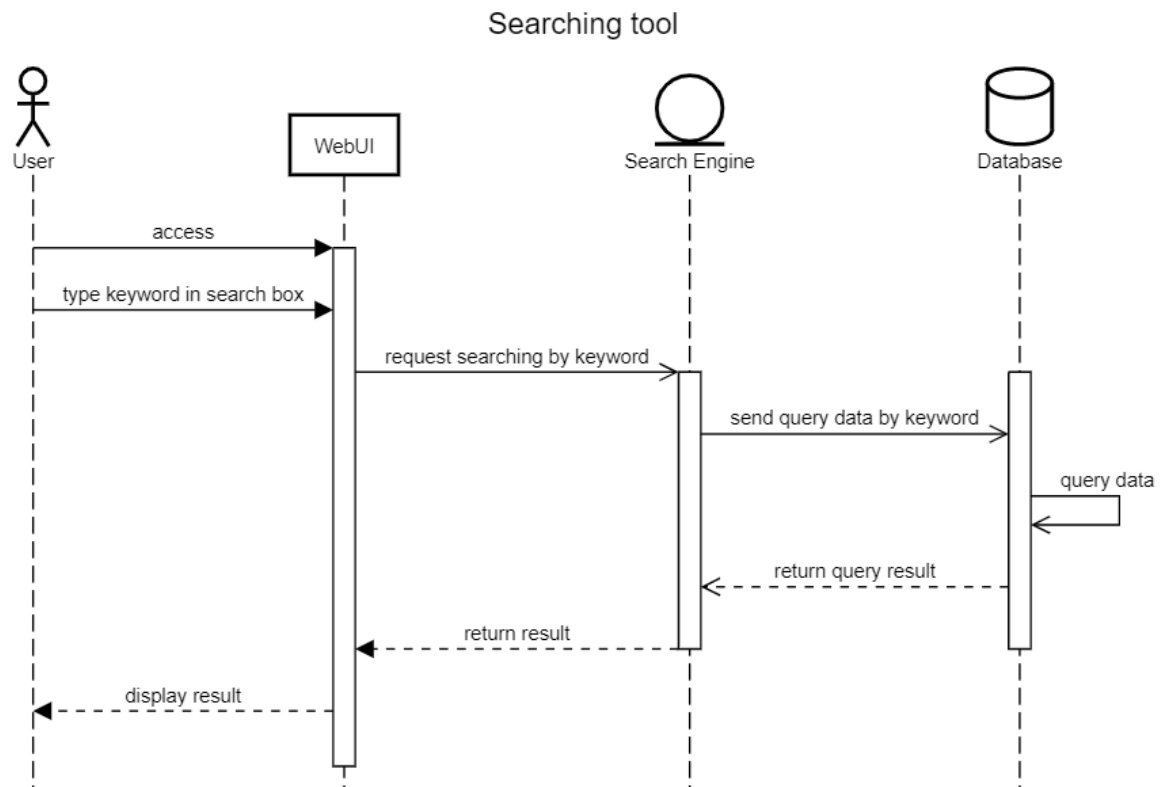 Searching tool
User
WebUI
Search Engine
Database
access
type keyword in search box
request searching by keyword
send query data by keyword
query data
return query result
return result
display result